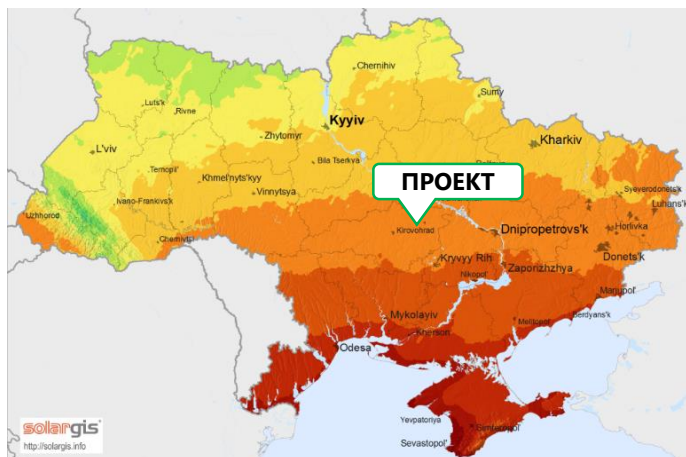 Chernihiv
Luts'k
Rivne
Sumy
Kyyiv
Zhytomyr
Kharkiv
L'viv
Bila Tserkva
Ternopil'
Khmel'nyts'kyy
Vinnytsya
ПРОЕКТ
Syeverodonets'k
Ivano-Frankivs'k
Luhans'k
Uzhhorod
Kirovohrad
Dnipropetrovs'k
Horlivka
Chernivtsi
Donets'k
Kryvyy Rih
Zaporizhzhya
Nikopol'
Mariupol'
Mykolayiv
Melitopol'
Berdyans'k
Kherson
Odesa
Yevpatoriya
Simferopol'
Sevastopol'
solargis
http://solargis.info